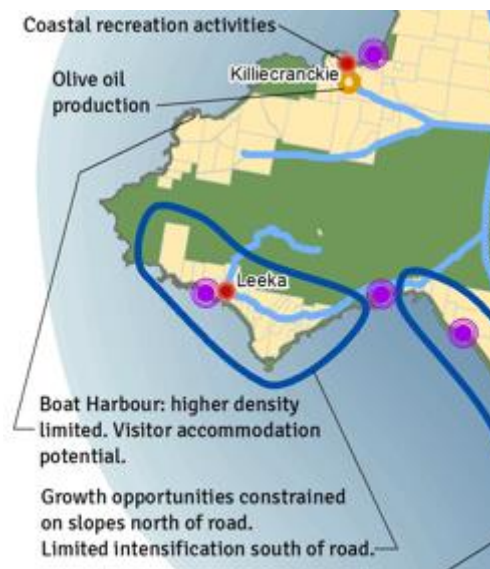 Coastal recreation activities
Killiecranckie
Olive oil
production
Leeka
Boat Harbour: higher density
limited. Visitor accommodation
potential.
Growth opportunities constrained
on slopes north of road.
Limited intensification south of road.